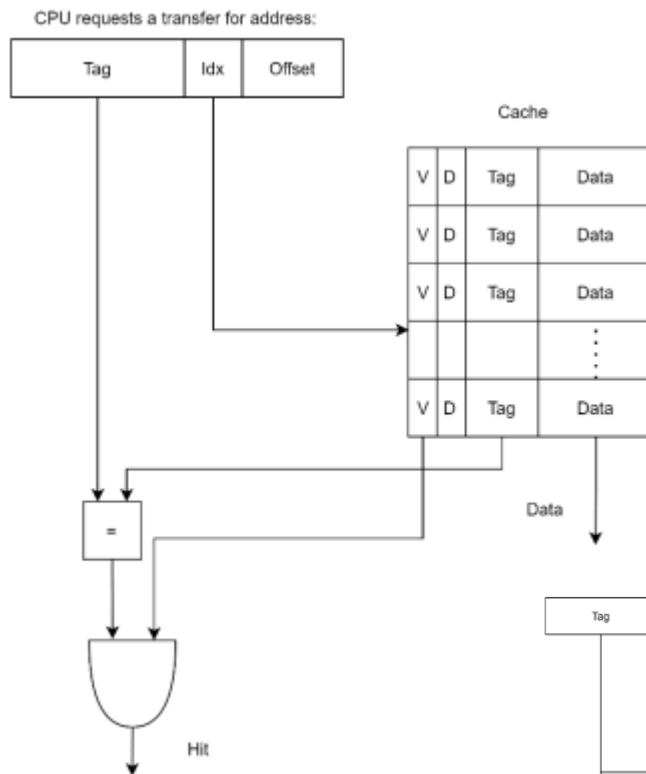 CPU requests a transfer for address:
Tag Idx Offset
Cache
V D Tag Data
V D Tag Data
V D Tag Data
V D Tag Data
=
Data
Tag
Hit